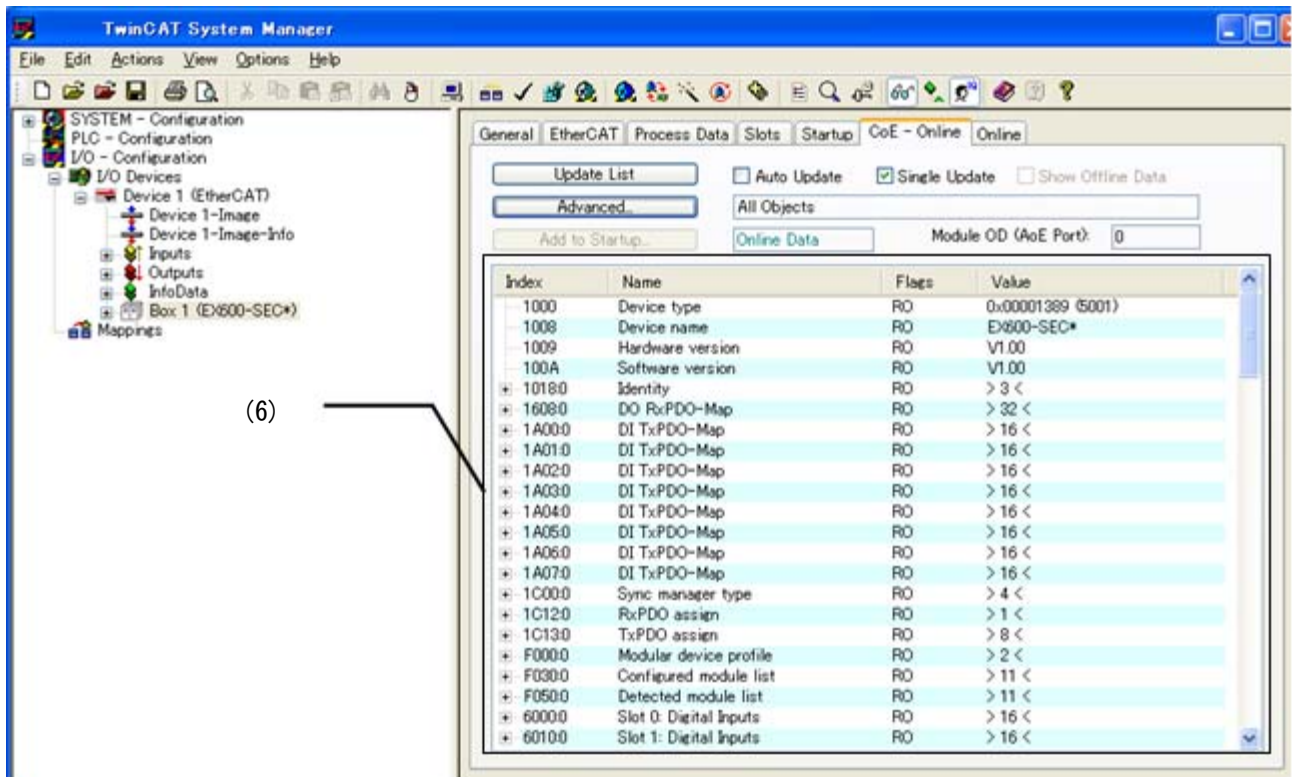 TwinCAT System Manager
File Edit Actions View Options Help
SYSTEM - Configuration
PLC - Configuration
I/O - Configuration
I/O Devices
Device 1 (EtherCAT)
Device 1-Image
Device 1-Image-Info
Inputs
Outputs
InfoData
Box 1 (EX600-SEC*)
Mappings
(6)
General EtherCAT Process Data Slots Startup CoE - Online Online
Update List Auto Update Single Update Show Offline Data
Advanced... All Objects
Add to Startup... Online Data Module OD (AoE Port): 0
Index Name Flags Value
1000 Device type RO 0x00001389 (5001)
1008 Device name RO EX600-SEC*
1009 Hardware version RO V1.00
100A Software version RO V1.00
1018:0 Identity RO > 3 <
1608:0 DO RxPDO-Map RO > 32 <
1A00:0 DI TxPDO-Map RO > 16 <
1A01:0 DI TxPDO-Map RO > 16 <
1A02:0 DI TxPDO-Map RO > 16 <
1A03:0 DI TxPDO-Map RO > 16 <
1A04:0 DI TxPDO-Map RO > 16 <
1A05:0 DI TxPDO-Map RO > 16 <
1A06:0 DI TxPDO-Map RO > 16 <
1A07:0 DI TxPDO-Map RO > 16 <
1C00:0 Sync manager type RO > 4 <
1C12:0 RxPDO assign RO > 1 <
1C13:0 TxPDO assign RO > 8 <
F000:0 Modular device profile RO > 2 <
F030:0 Configured module list RO > 11 <
F050:0 Detected module list RO > 11 <
6000:0 Slot 0: Digital Inputs RO > 16 <
6010:0 Slot 1: Digital Inputs RO > 16 <